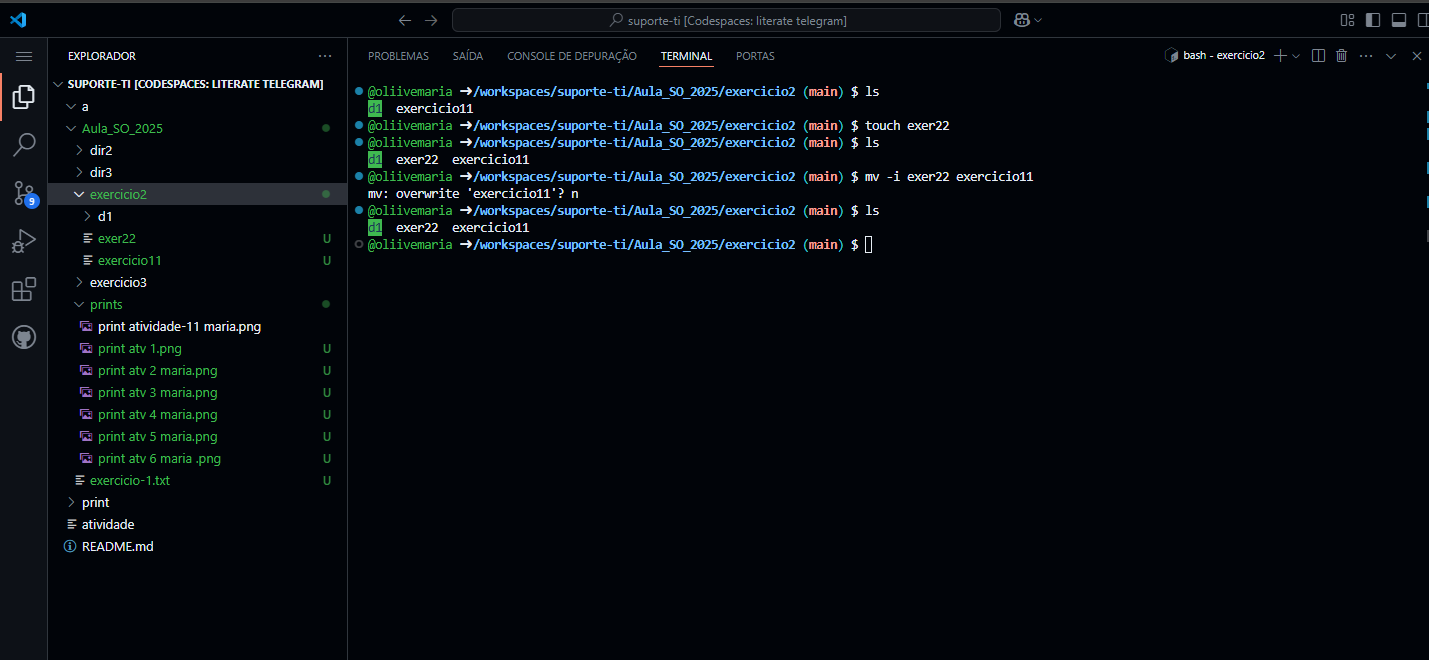 suporte-ti [Codespaces: literate telegram]
EXPLORADOR
SUPORTE-TI [CODESPACES: LITERATE TELEGRAM]
a
Aula_SO_2025
dir2
dir3
exercicio2
d1
exer22 U
exercicio11 U
exercicio3
prints
print atividade-11 maria.png
print atv 1.png U
print atv 2 maria.png U
print atv 3 maria.png U
print atv 4 maria.png U
print atv 5 maria.png U
print atv 6 maria .png U
exercicio-1.txt U
print
atividade
README.md
9
PROBLEMAS SAÍDA CONSOLE DE DEPURAÇÃO TERMINAL PORTAS
bash - exercicio2
@oliivemaria ➜/workspaces/suporte-ti/Aula_SO_2025/exercicio2 (main) $ ls
d1  exercicio11
@oliivemaria ➜/workspaces/suporte-ti/Aula_SO_2025/exercicio2 (main) $ touch exer22
@oliivemaria ➜/workspaces/suporte-ti/Aula_SO_2025/exercicio2 (main) $ ls
d1  exer22  exercicio11
@oliivemaria ➜/workspaces/suporte-ti/Aula_SO_2025/exercicio2 (main) $ mv -i exer22 exercicio11
mv: overwrite 'exercicio11'? n
@oliivemaria ➜/workspaces/suporte-ti/Aula_SO_2025/exercicio2 (main) $ ls
d1  exer22  exercicio11
@oliivemaria ➜/workspaces/suporte-ti/Aula_SO_2025/exercicio2 (main) $